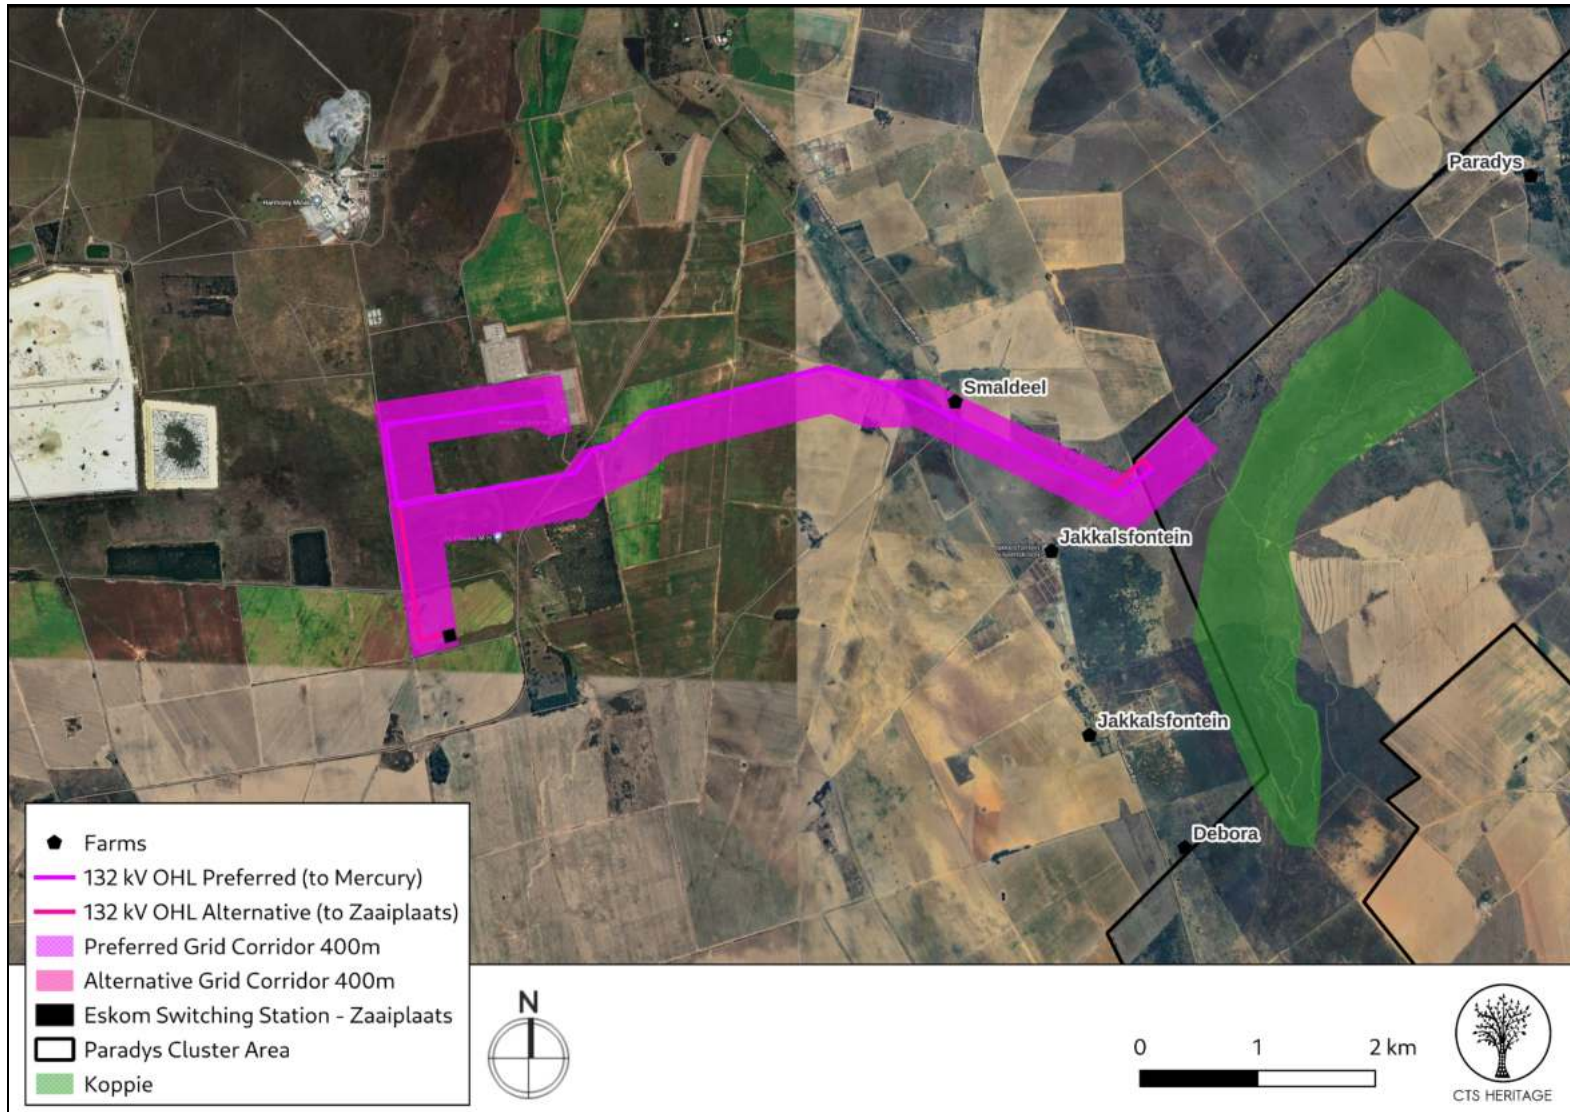 Paradys
Harmony Mine
Smaldeel
Jakkalsfontein
Jakkalsfontein
Debora
Farms
132 kV OHL Preferred (to Mercury)
132 kV OHL Alternative (to Zaaiplaats)
Preferred Grid Corridor 400m
Alternative Grid Corridor 400m
Eskom Switching Station - Zaaiplaats
Paradys Cluster Area
Koppie
N
0 1 2 km
CTS HERITAGE